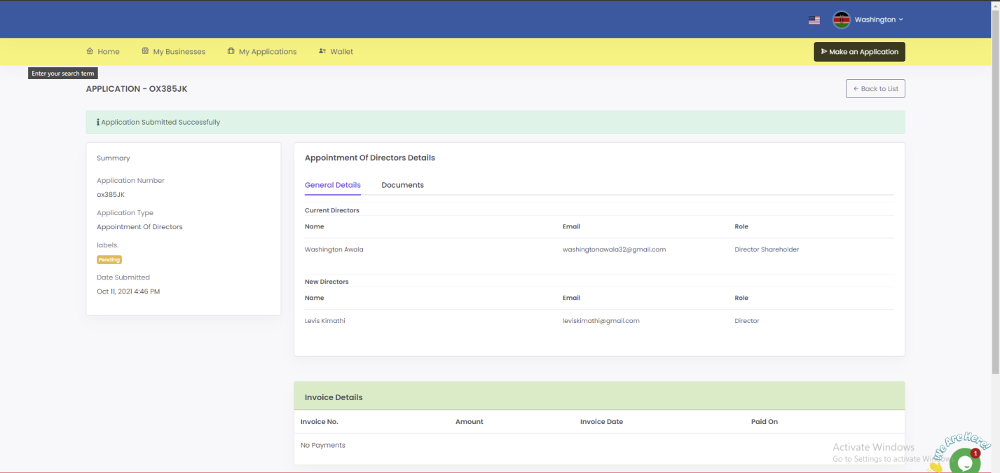 Washington
Home
My Businesses
My Applications
Wallet
Make an Application
Enter your search term
APPLICATION - OX385JK
← Back to List
Application Submitted Successfully
Summary
Application Number
ox385JK
Application Type
Appointment Of Directors
labels.
Pending
Date Submitted
Oct 11, 2021 4:46 PM
Appointment Of Directors Details
General Details
Documents
Current Directors
Name Email Role
Washington Awala washingtonawala32@gmail.com Director Shareholder
New Directors
Name Email Role
Levis Kimathi leviskimathi@gmail.com Director
Invoice Details
Invoice No. Amount Invoice Date Paid On
No Payments
Activate Windows
Go to Settings to activate Windows
We Are Here!
1